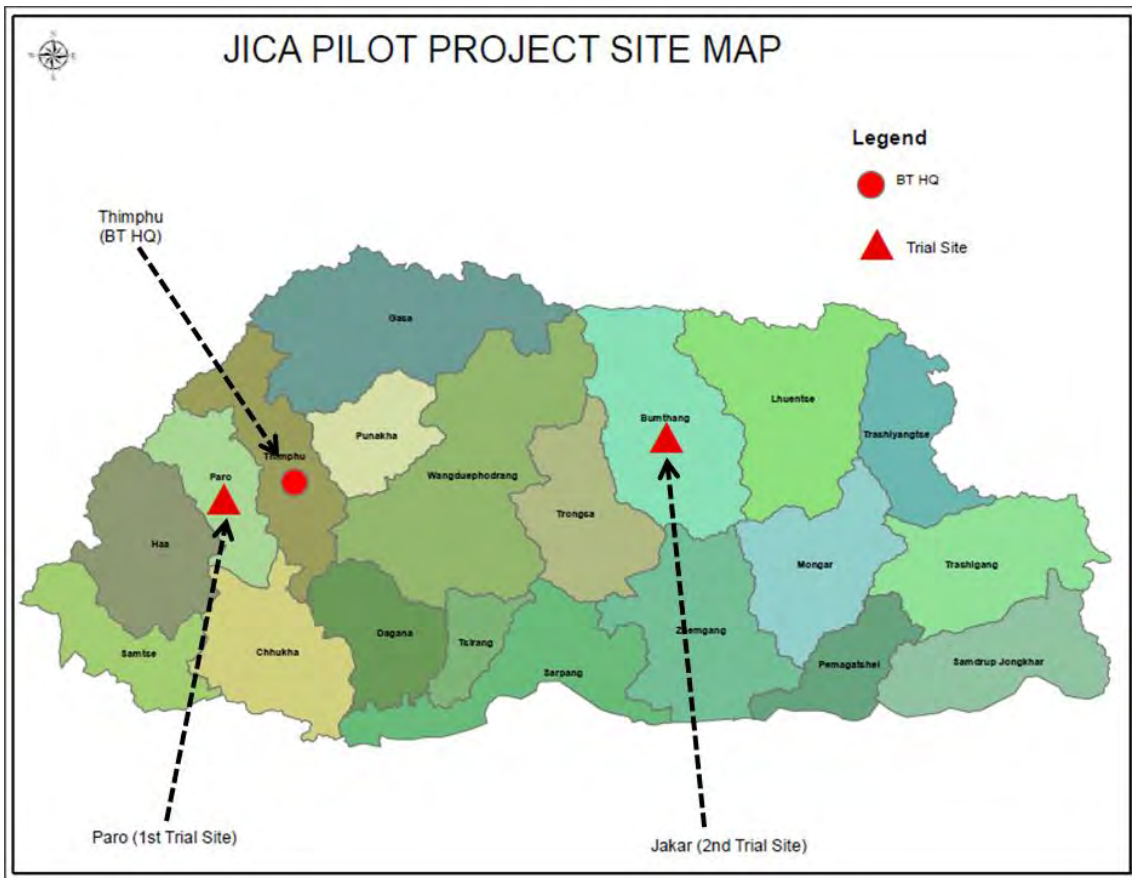 JICA PILOT PROJECT SITE MAP
Legend
BT HQ
Trial Site
Thimphu
(BT HQ)
Gasa
Punakha
Thimphu
Paro
Haa
Wangduephodrang
Bumthang
Lhuentse
Trashiyangtse
Trongsa
Mongar
Trashigang
Samtse
Chhukha
Dagana
Tsirang
Sarpang
Zhemgang
Pemagatshel
Samdrup Jongkhar
Paro (1st Trial Site)
Jakar (2nd Trial Site)